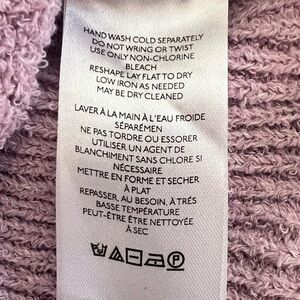 HAND WASH COLD SEPARATELY
DO NOT WRING OR TWIST
USE ONLY NON-CHLORINE
BLEACH
RESHAPE LAY FLAT TO DRY
LOW IRON AS NEEDED
MAY BE DRY CLEANED
LAVER À LA MAIN À L'EAU FROIDE
SÉPARÉMEN
NE PAS TORDRE OU ESSORER
UTILISER UN AGENT DE
BLANCHIMENT SANS CHLORE SI
NÉCESSAIRE
METTRE EN FORME ET SECHER
À PLAT
REPASSER, AU BESOIN, À TRÉS
BASSE TEMPÉRATURE
PEUT-ÊTRE ÊTRE NETTOYÉE
À SEC
P